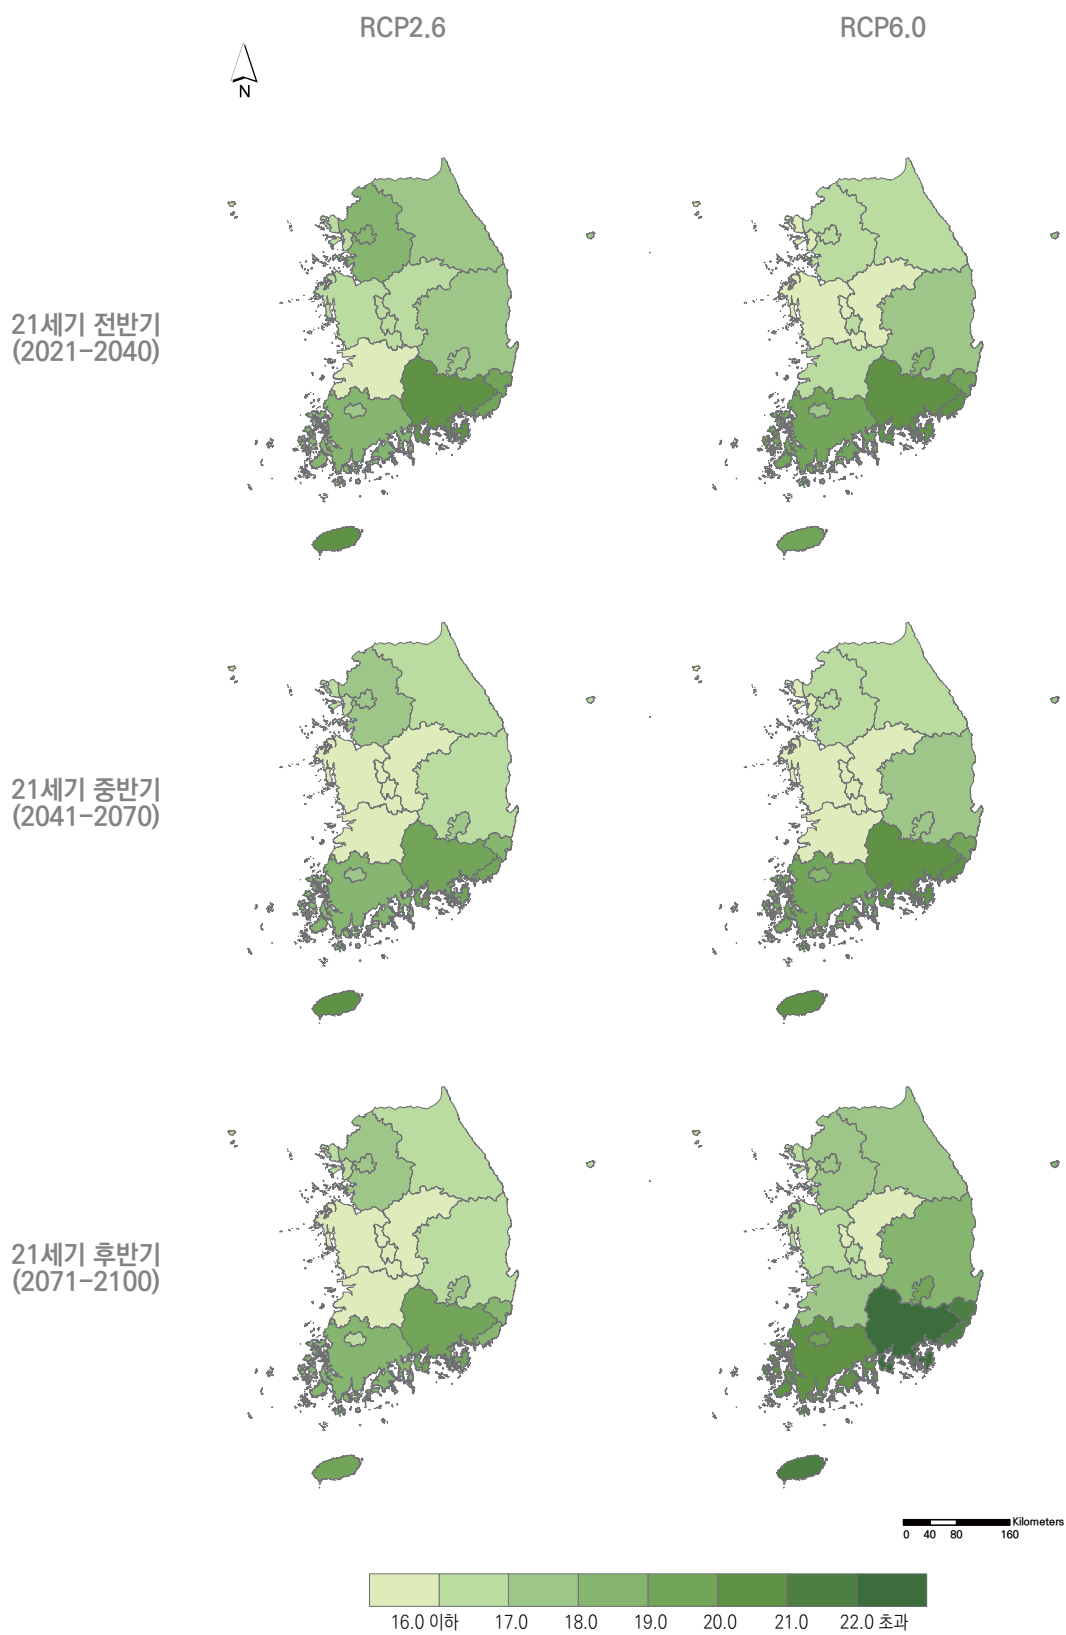 RCP2.6
RCP6.0
N
21세기 전반기
(2021-2040)
21세기 중반기
(2041-2070)
21세기 후반기
(2071-2100)
Kilometers
0 40 80 160
16.0 이하 17.0 18.0 19.0 20.0 21.0 22.0 초과